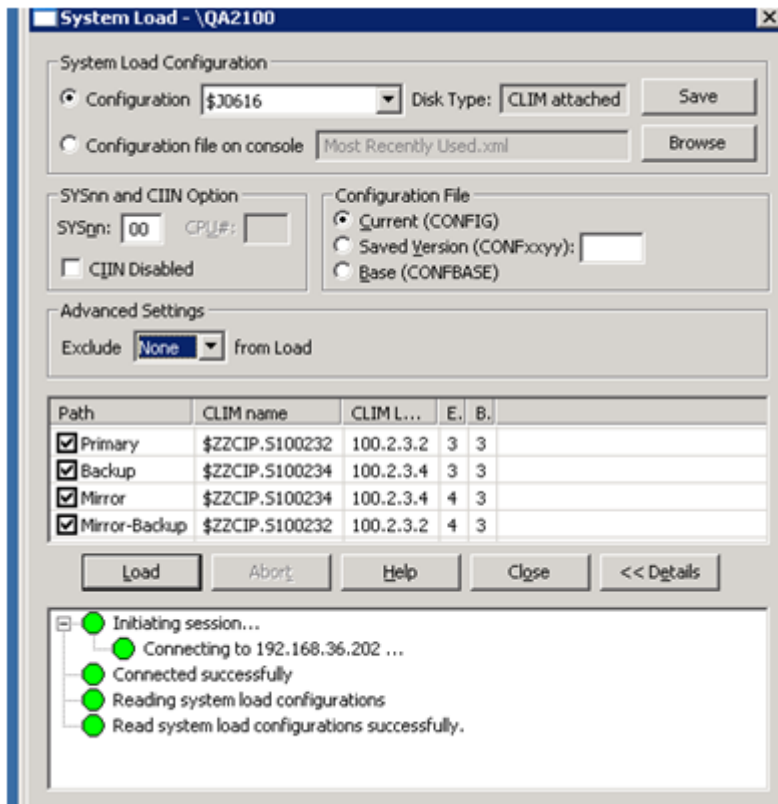 System Load - \QA2100
System Load Configuration
Configuration $J0616 Disk Type: CLIM attached Save
Configuration file on console Most Recently Used.xml Browse
SYSnn and CIIN Option Configuration File
SYSnn: 00 CPU#: Current (CONFIG)
Saved Version (CONFxxyy):
CIIN Disabled Base (CONFBASE)
Advanced Settings
Exclude None from Load
Path CLIM name CLIM L... E. B.
Primary $ZZCIP.S100232 100.2.3.2 3 3
Backup $ZZCIP.S100234 100.2.3.4 3 3
Mirror $ZZCIP.S100234 100.2.3.4 4 3
Mirror-Backup $ZZCIP.S100232 100.2.3.2 4 3
Load Abort Help Close << Details
Initiating session...
Connecting to 192.168.36.202 ...
Connected successfully
Reading system load configurations
Read system load configurations successfully.